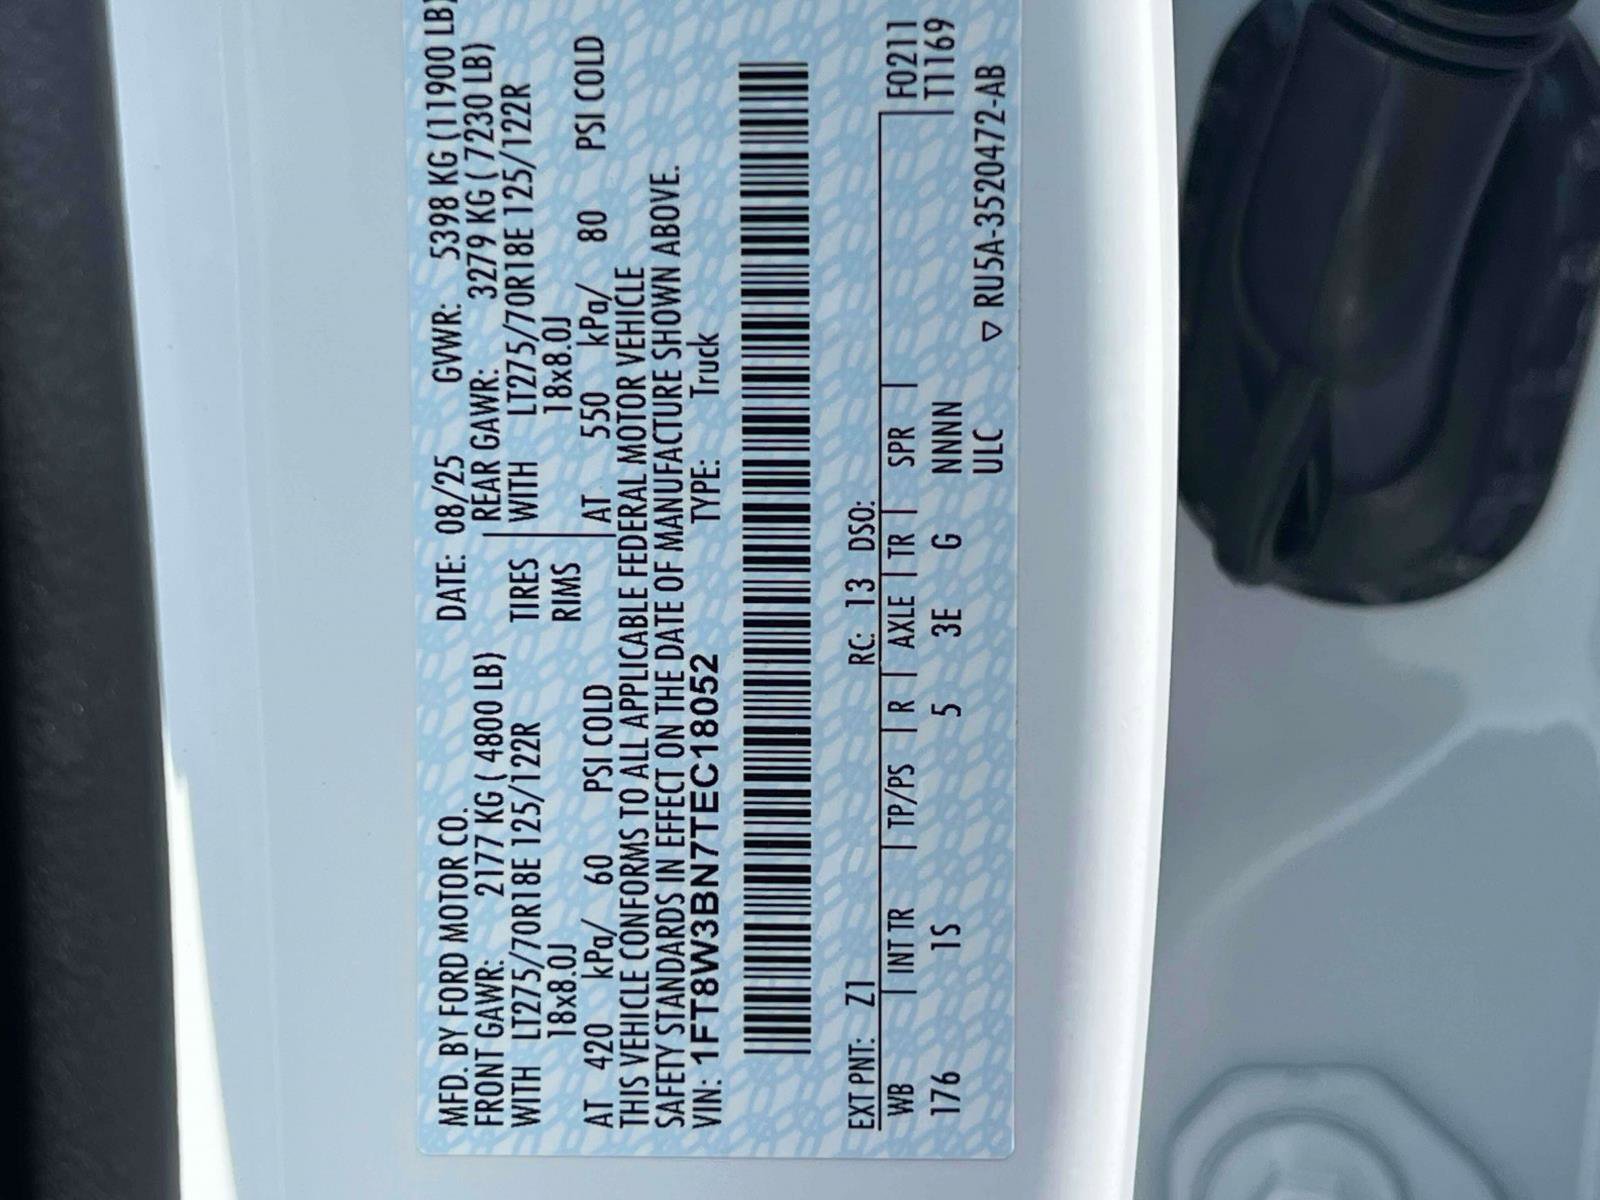 MFD. BY FORD MOTOR CO. DATE: 08/25 GVWR: 5398 KG (11900 LB)
FRONT GAWR: 2177 KG ( 4800 LB) REAR GAWR: 3279 KG ( 7230 LB)
WITH LT275/70R18E 125/122R TIRES WITH LT275/70R18E 125/122R
18x8.0J RIMS 18x8.0J
AT 420 kPa/ 60 PSI COLD AT 550 kPa/ 80 PSI COLD
THIS VEHICLE CONFORMS TO ALL APPLICABLE FEDERAL MOTOR VEHICLE
SAFETY STANDARDS IN EFFECT ON THE DATE OF MANUFACTURE SHOWN ABOVE.
VIN: 1FT8W3BN7TEC18052 TYPE: Truck
EXT PNT: Z1 RC: 13 DSO:
WB INT TR TP/PS R AXLE TR SPR F0211
T1169
176 1S 5 3E G NNNN
ULC ▽ RU5A-3520472-AB